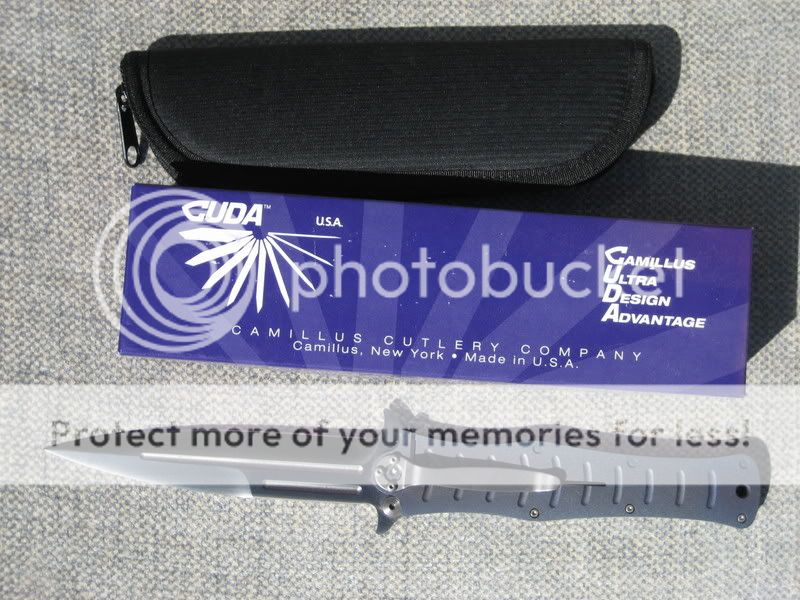 CUDA™
U.S.A.
CAMILLUS
ULTRA
DESIGN
ADVANTAGE
CAMILLUS CUTLERY COMPANY
Camillus, New York • Made in U.S.A.
photobucket
Protect more of your memories for less!